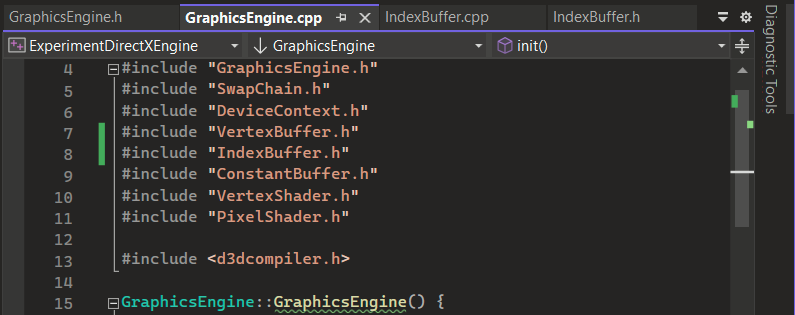 GraphicsEngine.h GraphicsEngine.cpp IndexBuffer.cpp IndexBuffer.h
ExperimentDirectXEngine GraphicsEngine init()
4 #include "GraphicsEngine.h"
5 #include "SwapChain.h"
6 #include "DeviceContext.h"
7 #include "VertexBuffer.h"
8 #include "IndexBuffer.h"
9 #include "ConstantBuffer.h"
10 #include "VertexShader.h"
11 #include "PixelShader.h"
12
13 #include <d3dcompiler.h>
14
15 GraphicsEngine::GraphicsEngine() {
Diagnostic Tools